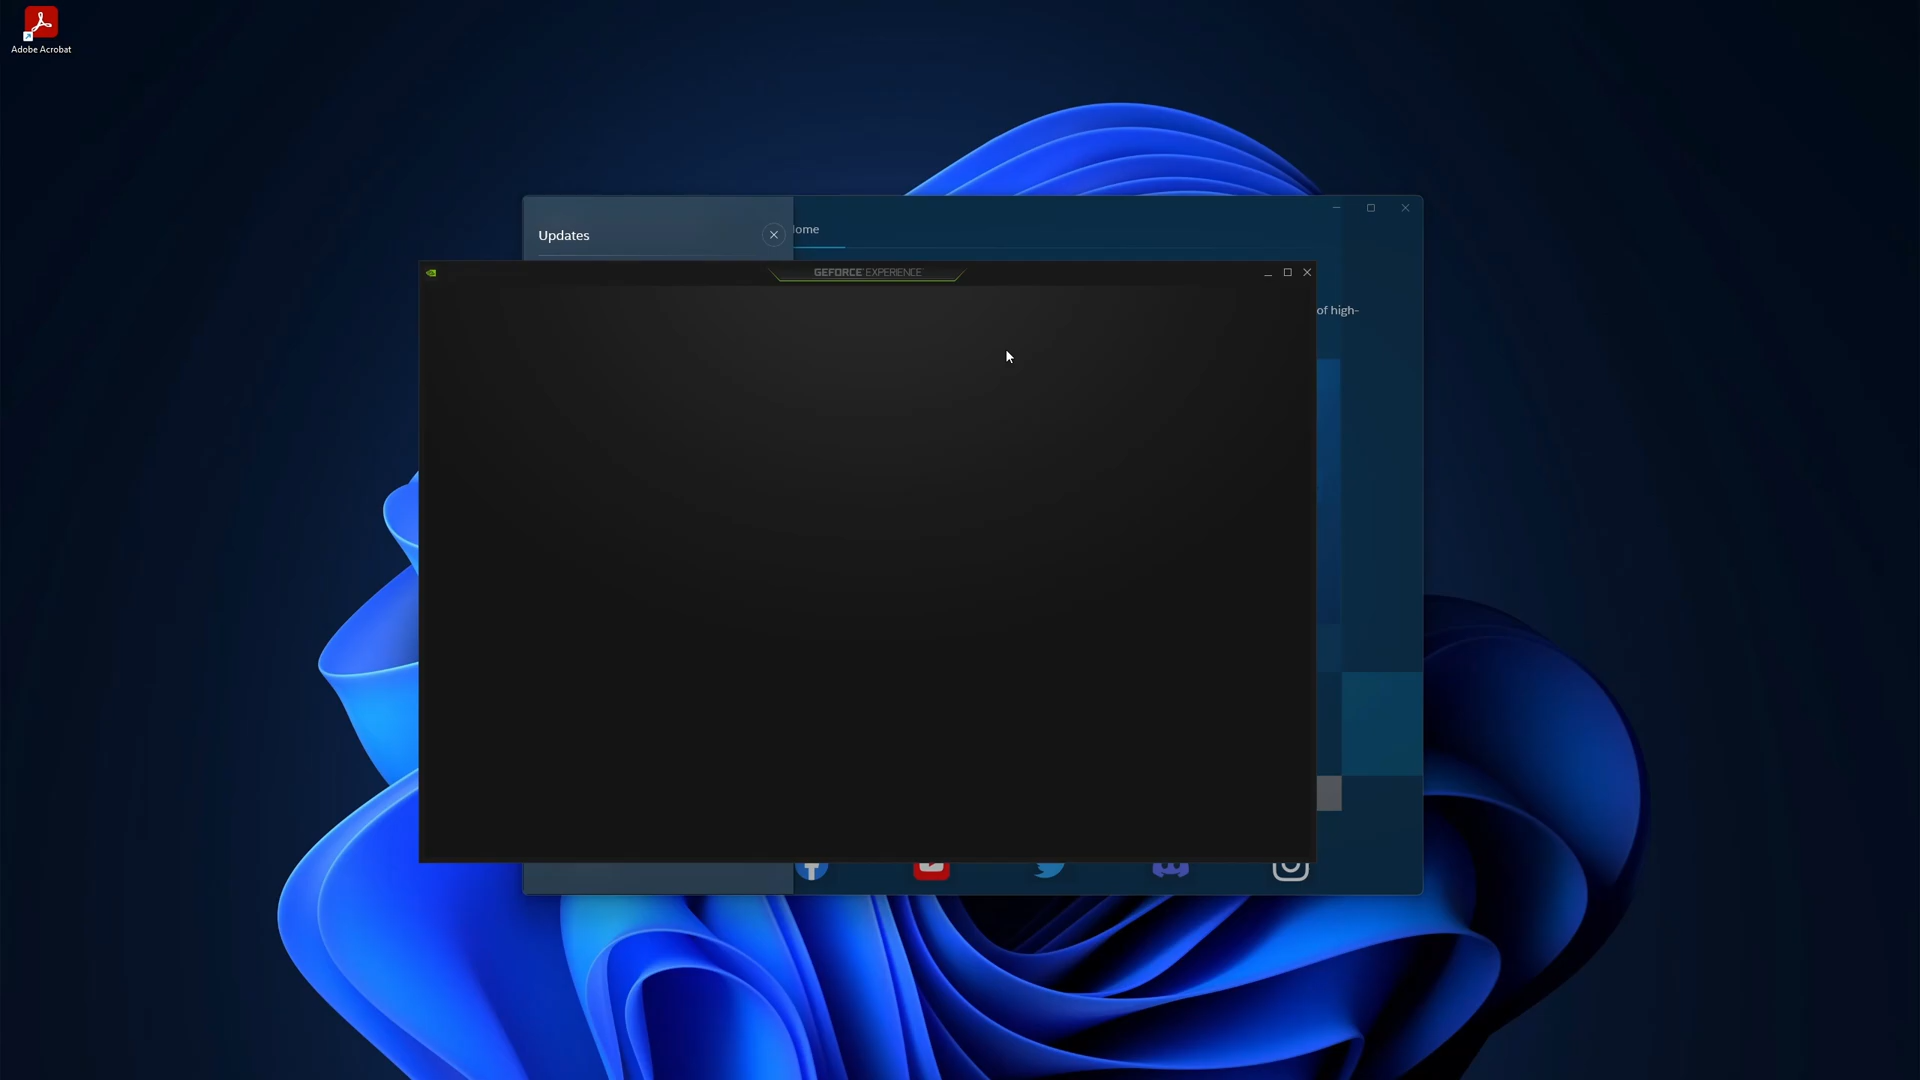 Adobe Acrobat
Updates
ome
GEFORCE EXPERIENCE
of high-